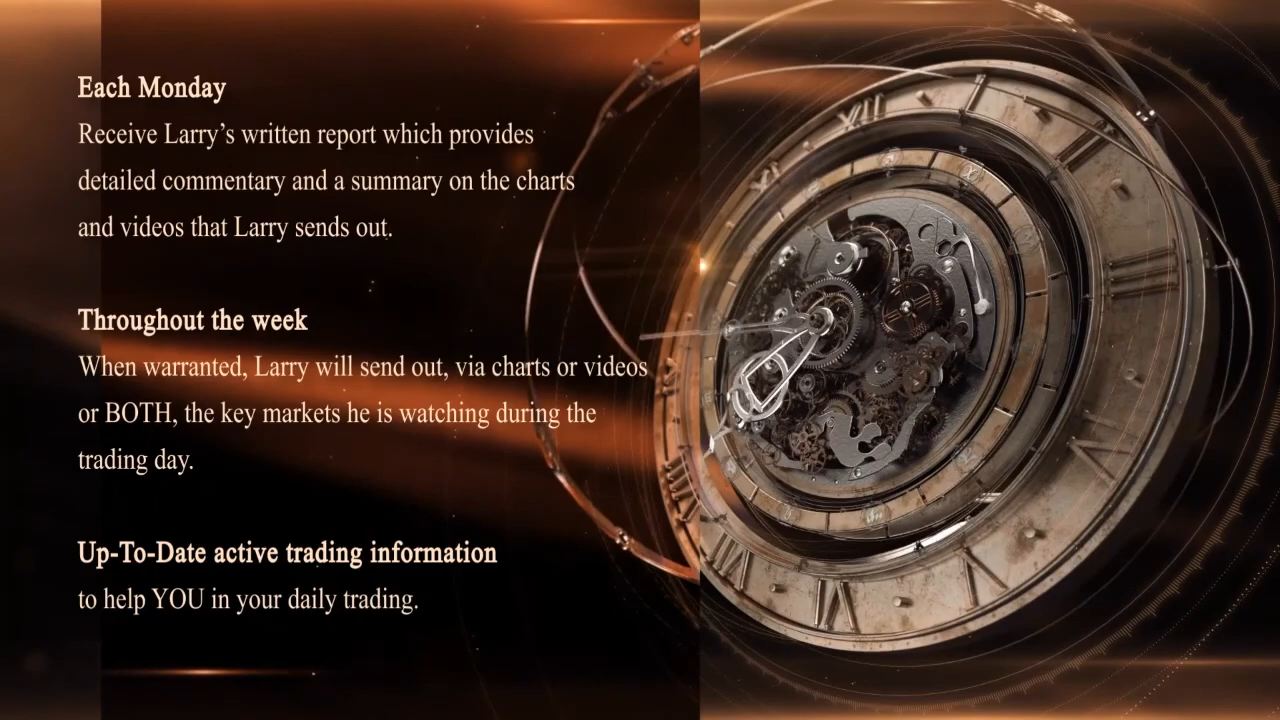 Each Monday
Receive Larry’s written report which provides
detailed commentary and a summary on the charts
and videos that Larry sends out.
Throughout the week
When warranted, Larry will send out, via charts or videos
or BOTH, the key markets he is watching during the
trading day.
Up-To-Date active trading information
to help YOU in your daily trading.